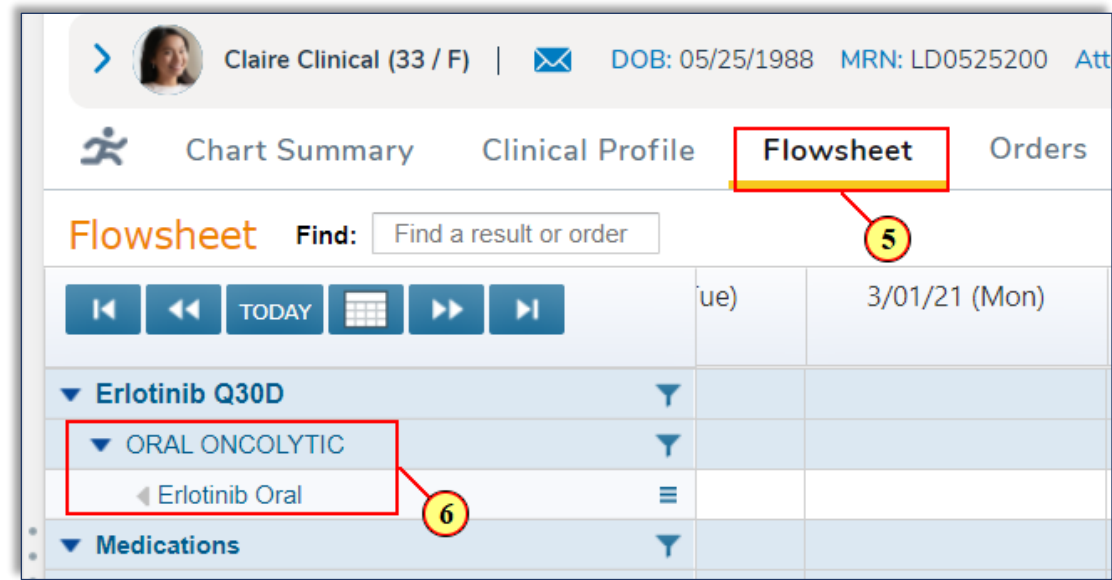 Claire Clinical (33 / F) | DOB: 05/25/1988 MRN: LD0525200 Att
Chart Summary Clinical Profile Flowsheet Orders
5
Flowsheet Find: Find a result or order
TODAY
ue) 3/01/21 (Mon)
Erlotinib Q30D
ORAL ONCOLYTIC
Erlotinib Oral
6
Medications